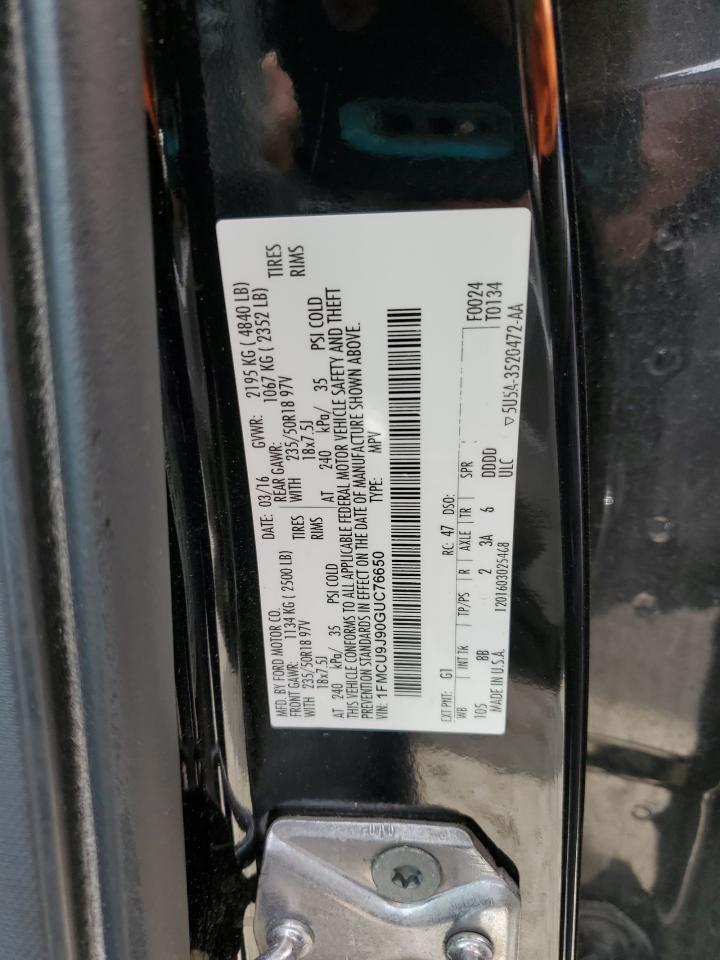 MFD. BY FORD MOTOR CO.
DATE: 03/16 GVWR: 2195 KG ( 4840 LB)
FRONT GAWR: 1134 KG ( 2500 LB) REAR GAWR: 1067 KG ( 2352 LB)
WITH 235/50R18 97V TIRES WITH 235/50R18 97V TIRES
18x7.5J RIMS 18x7.5J RIMS
AT 240 kPa/ 35 PSI COLD AT 240 kPa/ 35 PSI COLD
THIS VEHICLE CONFORMS TO ALL APPLICABLE FEDERAL MOTOR VEHICLE SAFETY AND THEFT
PREVENTION STANDARDS IN EFFECT ON THE DATE OF MANUFACTURE SHOWN ABOVE.
VIN: 1FMCU9J90GUC76650 TYPE: MPV
EXT PNT: G1 RC: 47 DSO: F0024
WB INT TR TP/PS R AXLE TR SPR T0134
105 8B 2 3A 6 DDDD
MADE IN U.S.A. 1201603025468 ULC ▽5U5A-3520472-AA